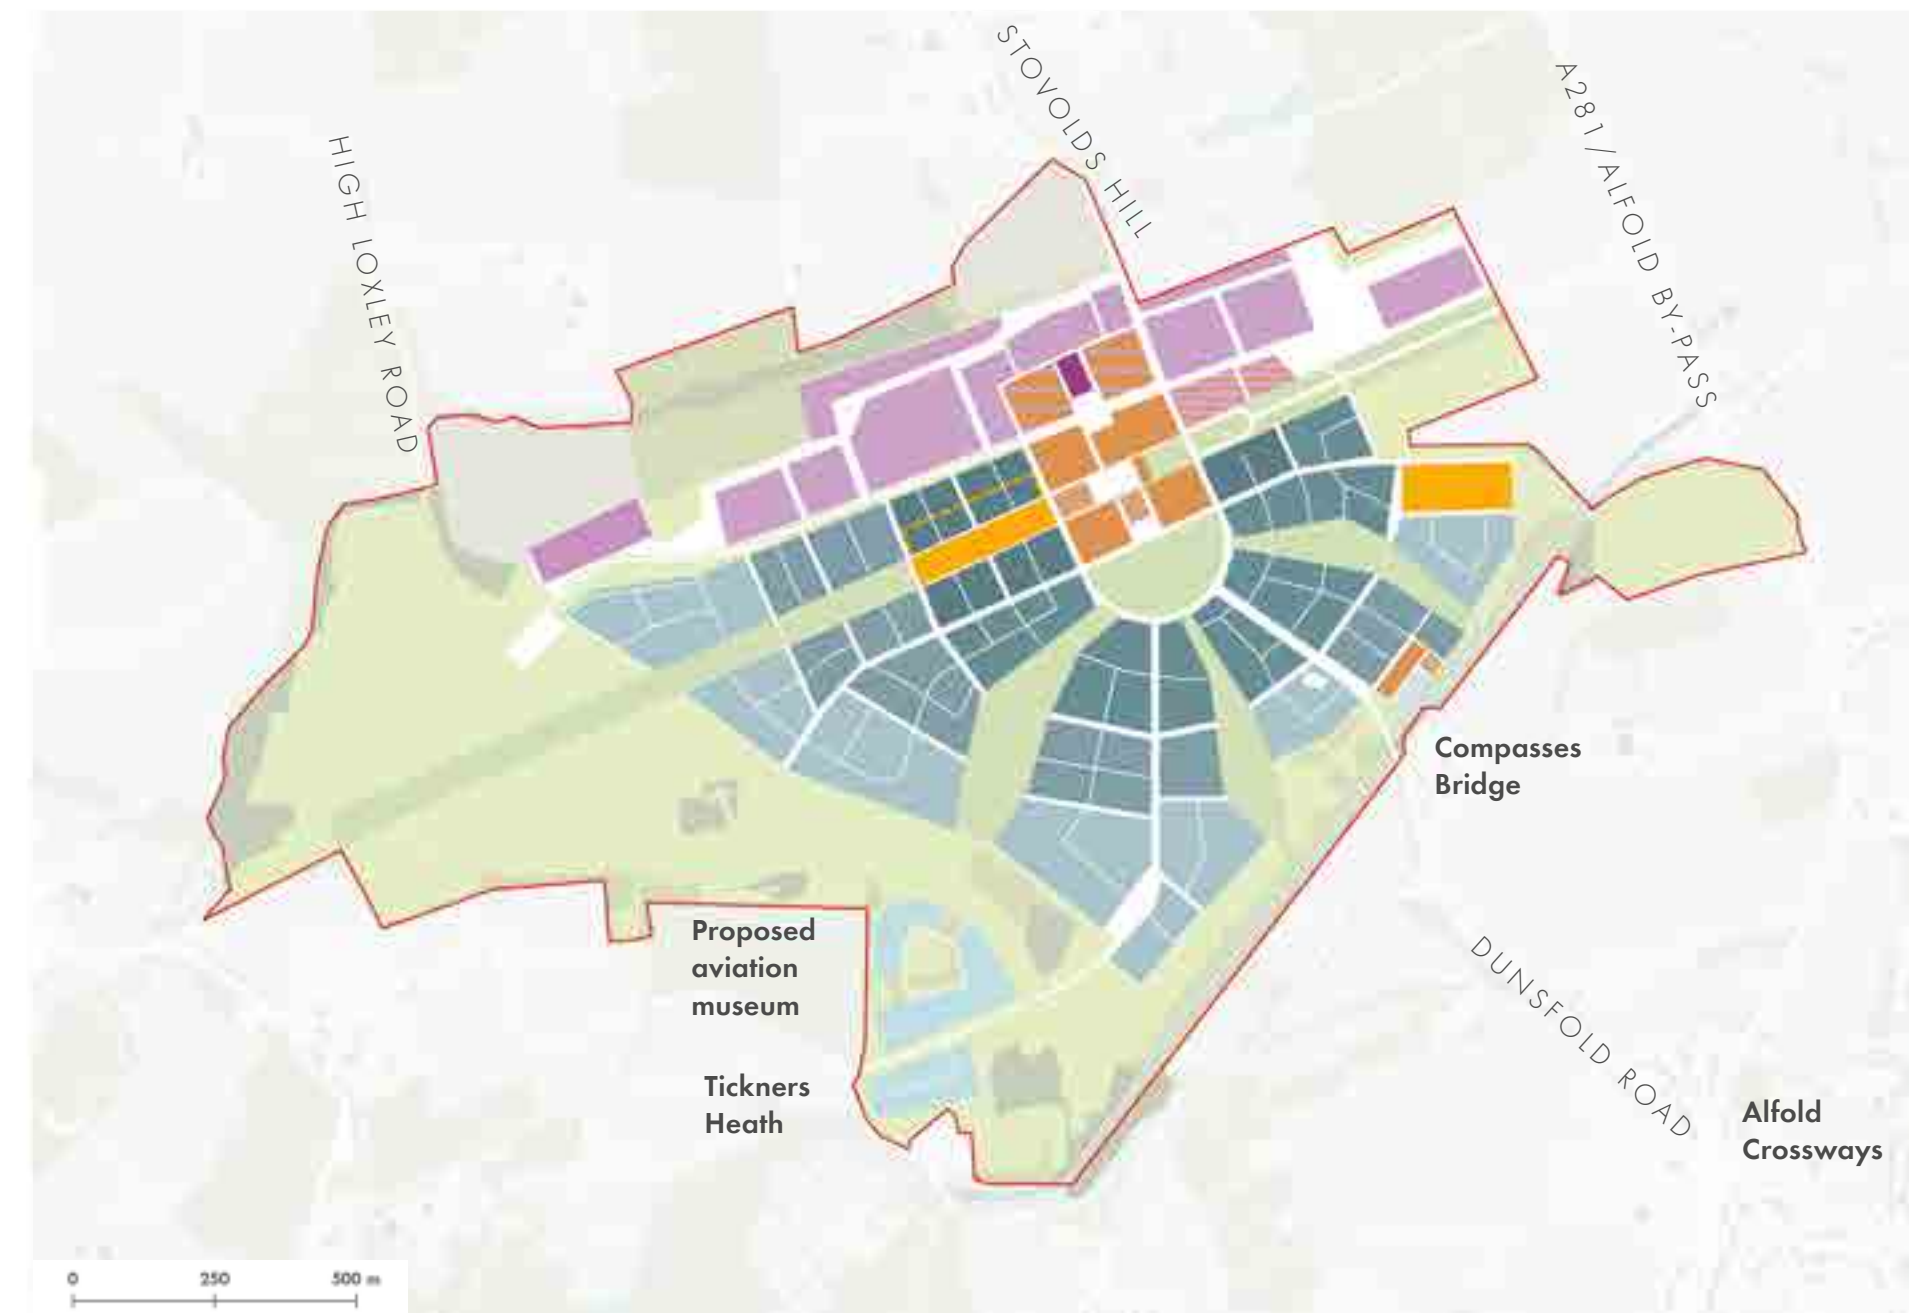 STOVOLDS HILL
A281/ALFOLD BY-PASS
HIGH LOXLEY ROAD
Compasses
Bridge
Proposed
aviation
museum
DUNSFOLD ROAD
Tickners
Heath
Alfold
Crossways
0 250 500 m